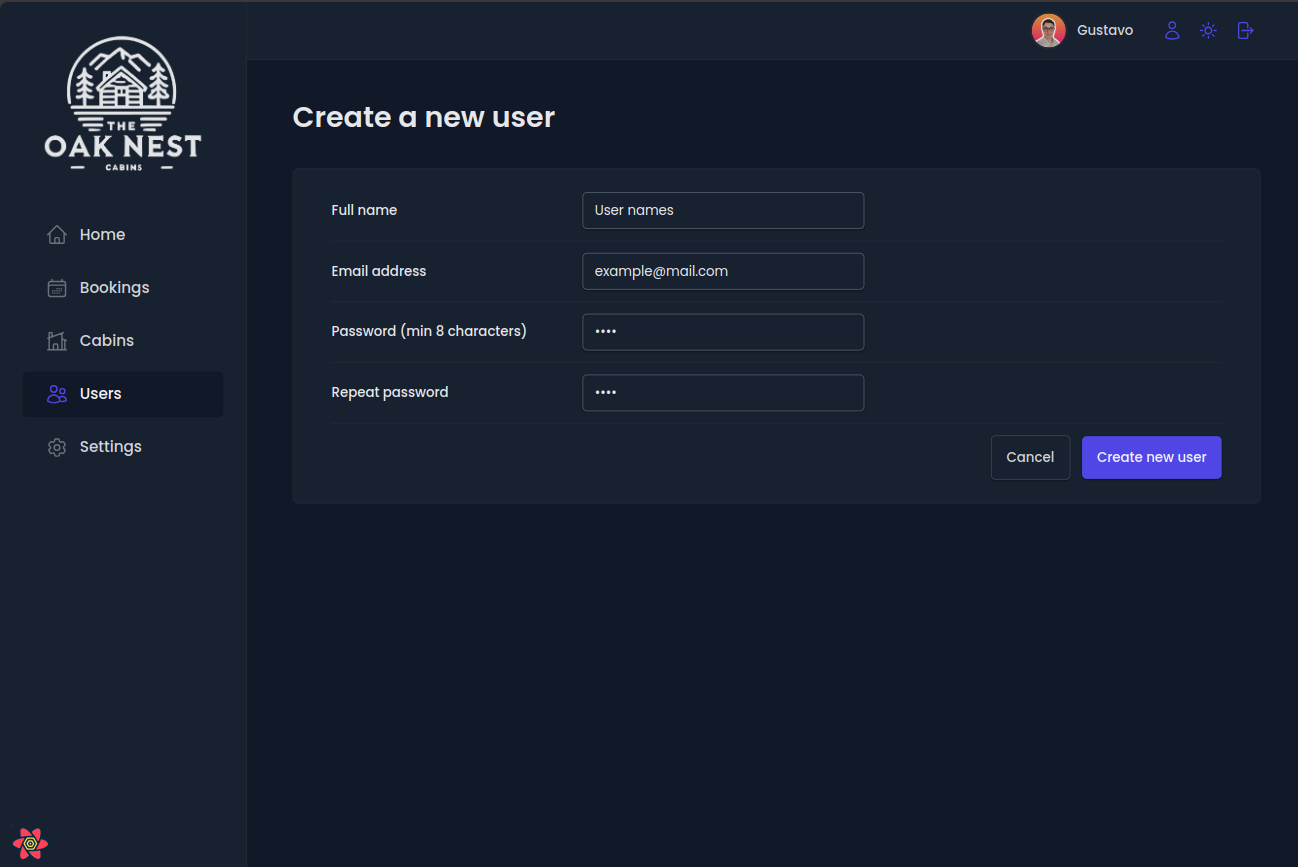 THE
OAK NEST
CABINS
Home
Bookings
Cabins
Users
Settings
Gustavo
Create a new user
Full name
User names
Email address
example@mail.com
Password (min 8 characters)
••••
Repeat password
••••
Cancel
Create new user